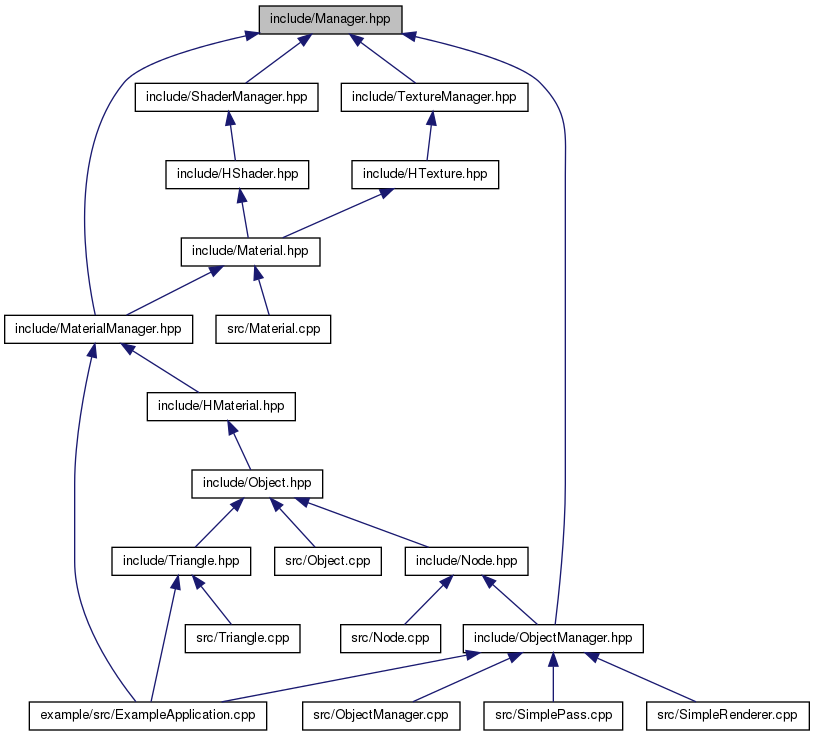 include/Manager.hpp
include/ShaderManager.hpp
include/TextureManager.hpp
include/HShader.hpp
include/HTexture.hpp
include/Material.hpp
include/MaterialManager.hpp
src/Material.cpp
include/HMaterial.hpp
include/Object.hpp
include/Triangle.hpp
src/Object.cpp
include/Node.hpp
src/Triangle.cpp
src/Node.cpp
include/ObjectManager.hpp
example/src/ExampleApplication.cpp
src/ObjectManager.cpp
src/SimplePass.cpp
src/SimpleRenderer.cpp